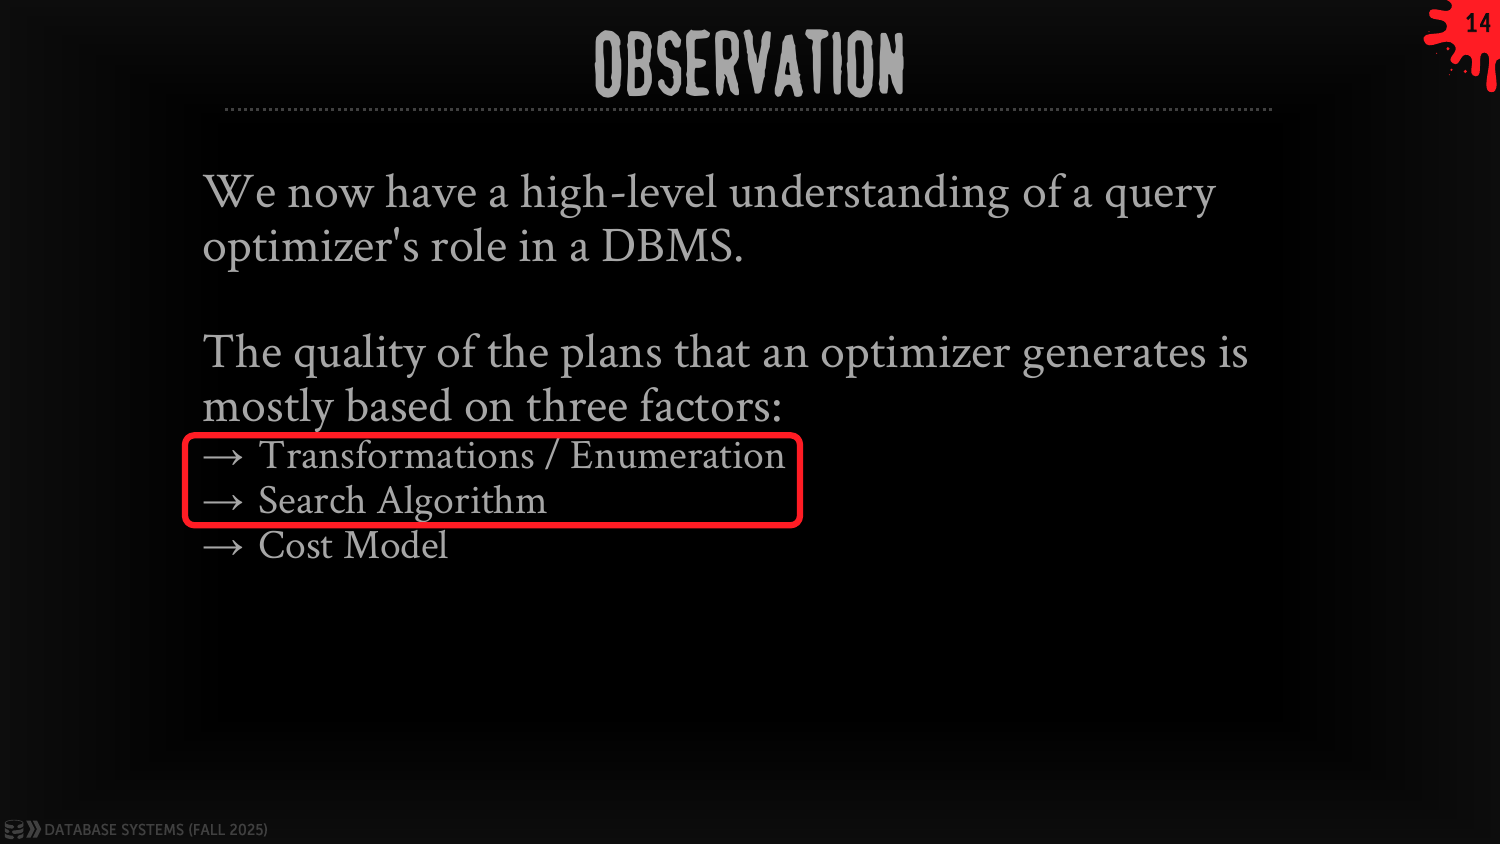 14
OBSERVATION
We now have a high-level understanding of a query
optimizer's role in a DBMS.
The quality of the plans that an optimizer generates is
mostly based on three factors:
→ Transformations / Enumeration
→ Search Algorithm
→ Cost Model
DATABASE SYSTEMS (FALL 2025)